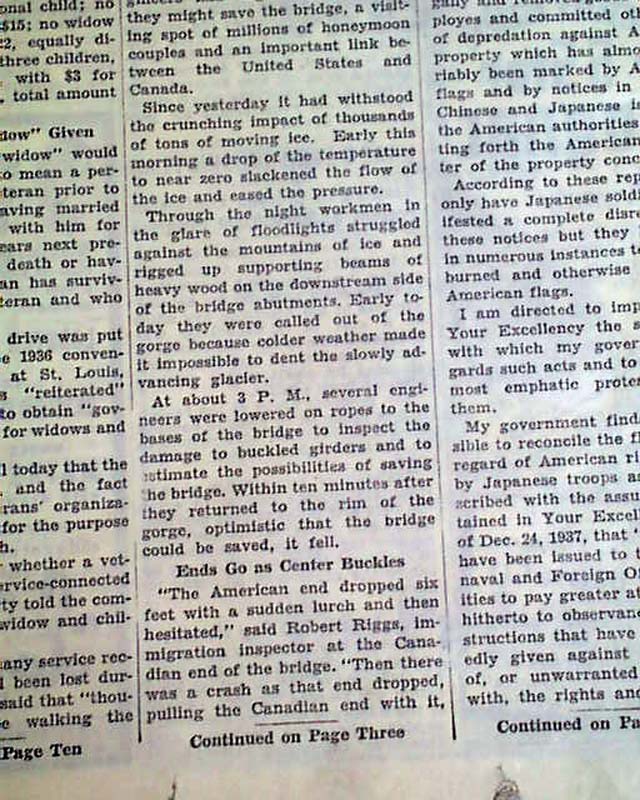 onal child; no
$15; no widow
2, equally di-
three children,
with $3 for
total amount
dow" Given
widow" would
o mean a per-
teran prior to
aving married
with him for
ears next pre-
death or hav-
an has surviv-
teran and who
drive was put
e 1936 conven-
at St. Louis,
s "reiterated"
to obtain "gov-
for widows and
l today that the
and the fact
rans' organiza-
for the purpose
h.
whether a vet-
ervice-connected
ty told the com-
widow and chil-
any service rec-
l been lost dur-
said that "thou-
e walking the
Page Ten
they might save the bridge, a visit-
ing spot of millions of honeymoon
couples and an important link be-
tween the United States and
Canada.
Since yesterday it had withstood
the crunching impact of thousands
of tons of moving ice. Early this
morning a drop of the temperature
to near zero slackened the flow of
the ice and eased the pressure.
Through the night workmen in
the glare of floodlights struggled
against the mountains of ice and
rigged up supporting beams of
heavy wood on the downstream side
of the bridge abutments. Early to-
day they were called out of the
gorge because colder weather made
it impossible to dent the slowly ad-
vancing glacier.
At about 3 P. M., several engi-
neers were lowered on ropes to the
bases of the bridge to inspect the
damage to buckled girders and to
estimate the possibilities of saving
the bridge. Within ten minutes after
they returned to the rim of the
gorge, optimistic that the bridge
could be saved, it fell.
Ends Go as Center Buckles
"The American end dropped six
feet with a sudden lurch and then
hesitated," said Robert Riggs, im-
migration inspector at the Cana-
dian end of the bridge. "Then there
was a crash as that end dropped,
pulling the Canadian end with it,
Continued on Page Three
ployes and committed
of depredation against A
property which has almo
riably been marked by A
flags and by notices in
Chinese and Japanese i
the American authorities
ting forth the American
ter of the property conc
According to these rep
only have Japanese sold
ifested a complete disr
these notices but they
in numerous instances t
burned and otherwise
American flags.
I am directed to imp
Your Excellency the s
with which my gover
gards such acts and to
most emphatic protes
them.
My government find
sible to reconcile the fl
regard of American ri
by Japanese troops a
scribed with the assu
tained in Your Excel
of Dec. 24, 1937, that
have been issued to t
naval and Foreign Of
ities to pay greater at
hitherto to observan
structions that have
edly given against
of, or unwarranted
with, the rights an
Continued on Pa